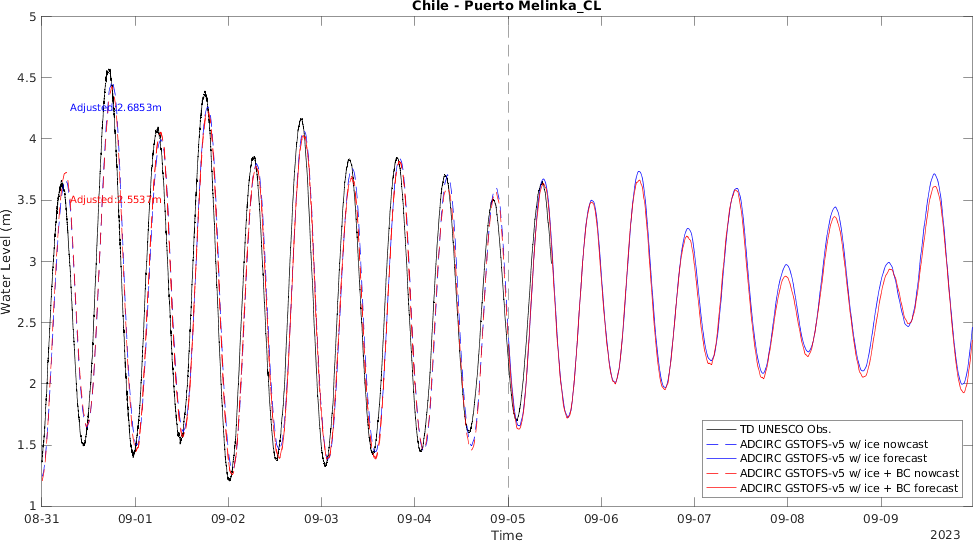 Chile - Puerto Melinka_CL
5
4.5
4
3.5
3
2.5
2
1.5
1
Water Level (m)
Adjusted:2.6853m
Adjusted:2.5537m
TD UNESCO Obs.
ADCIRC GSTOFS-v5 w/ ice nowcast
ADCIRC GSTOFS-v5 w/ ice forecast
ADCIRC GSTOFS-v5 w/ ice + BC nowcast
ADCIRC GSTOFS-v5 w/ ice + BC forecast
08-31 09-01 09-02 09-03 09-04 09-05 09-06 09-07 09-08 09-09
Time
2023